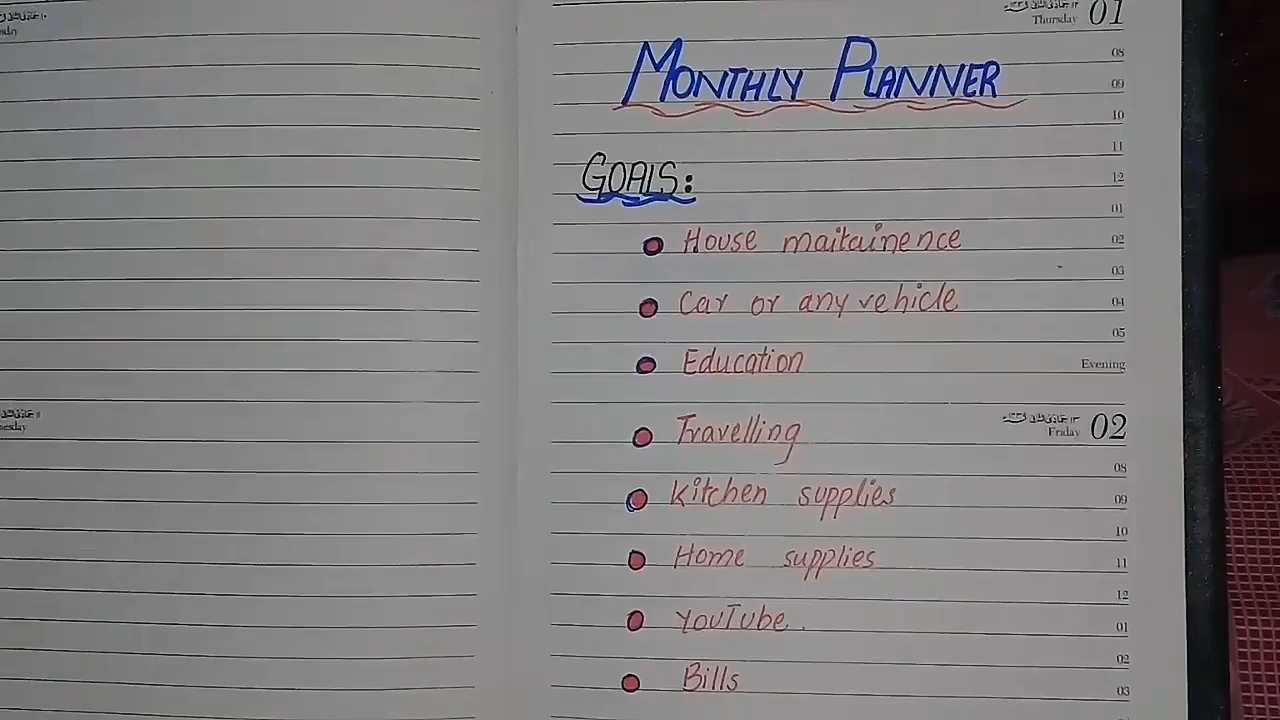 Thursday 01
MONTHLY PLANNER
08
09
10
11
GOALS:
12
01
House maitainence
02
03
Car or any vehicle
04
05
Education
Evening
Friday 02
Travelling
08
Kitchen supplies
09
10
Home supplies
11
12
YouTube.
01
02
Bills
03